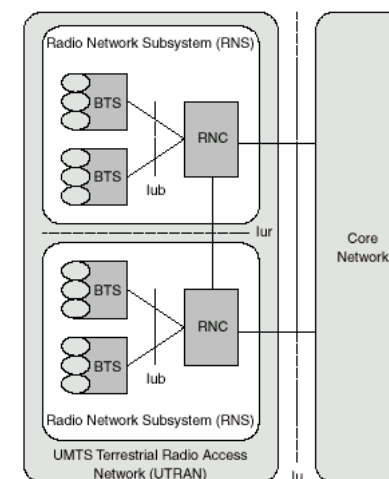 Radio Network Subsystem (RNS)
BTS
RNC
BTS
Iub
Iur
Core
Network
BTS
RNC
BTS
Iub
Radio Network Subsystem (RNS)
UMTS Terrestrial Radio Access
Network (UTRAN)
Iu